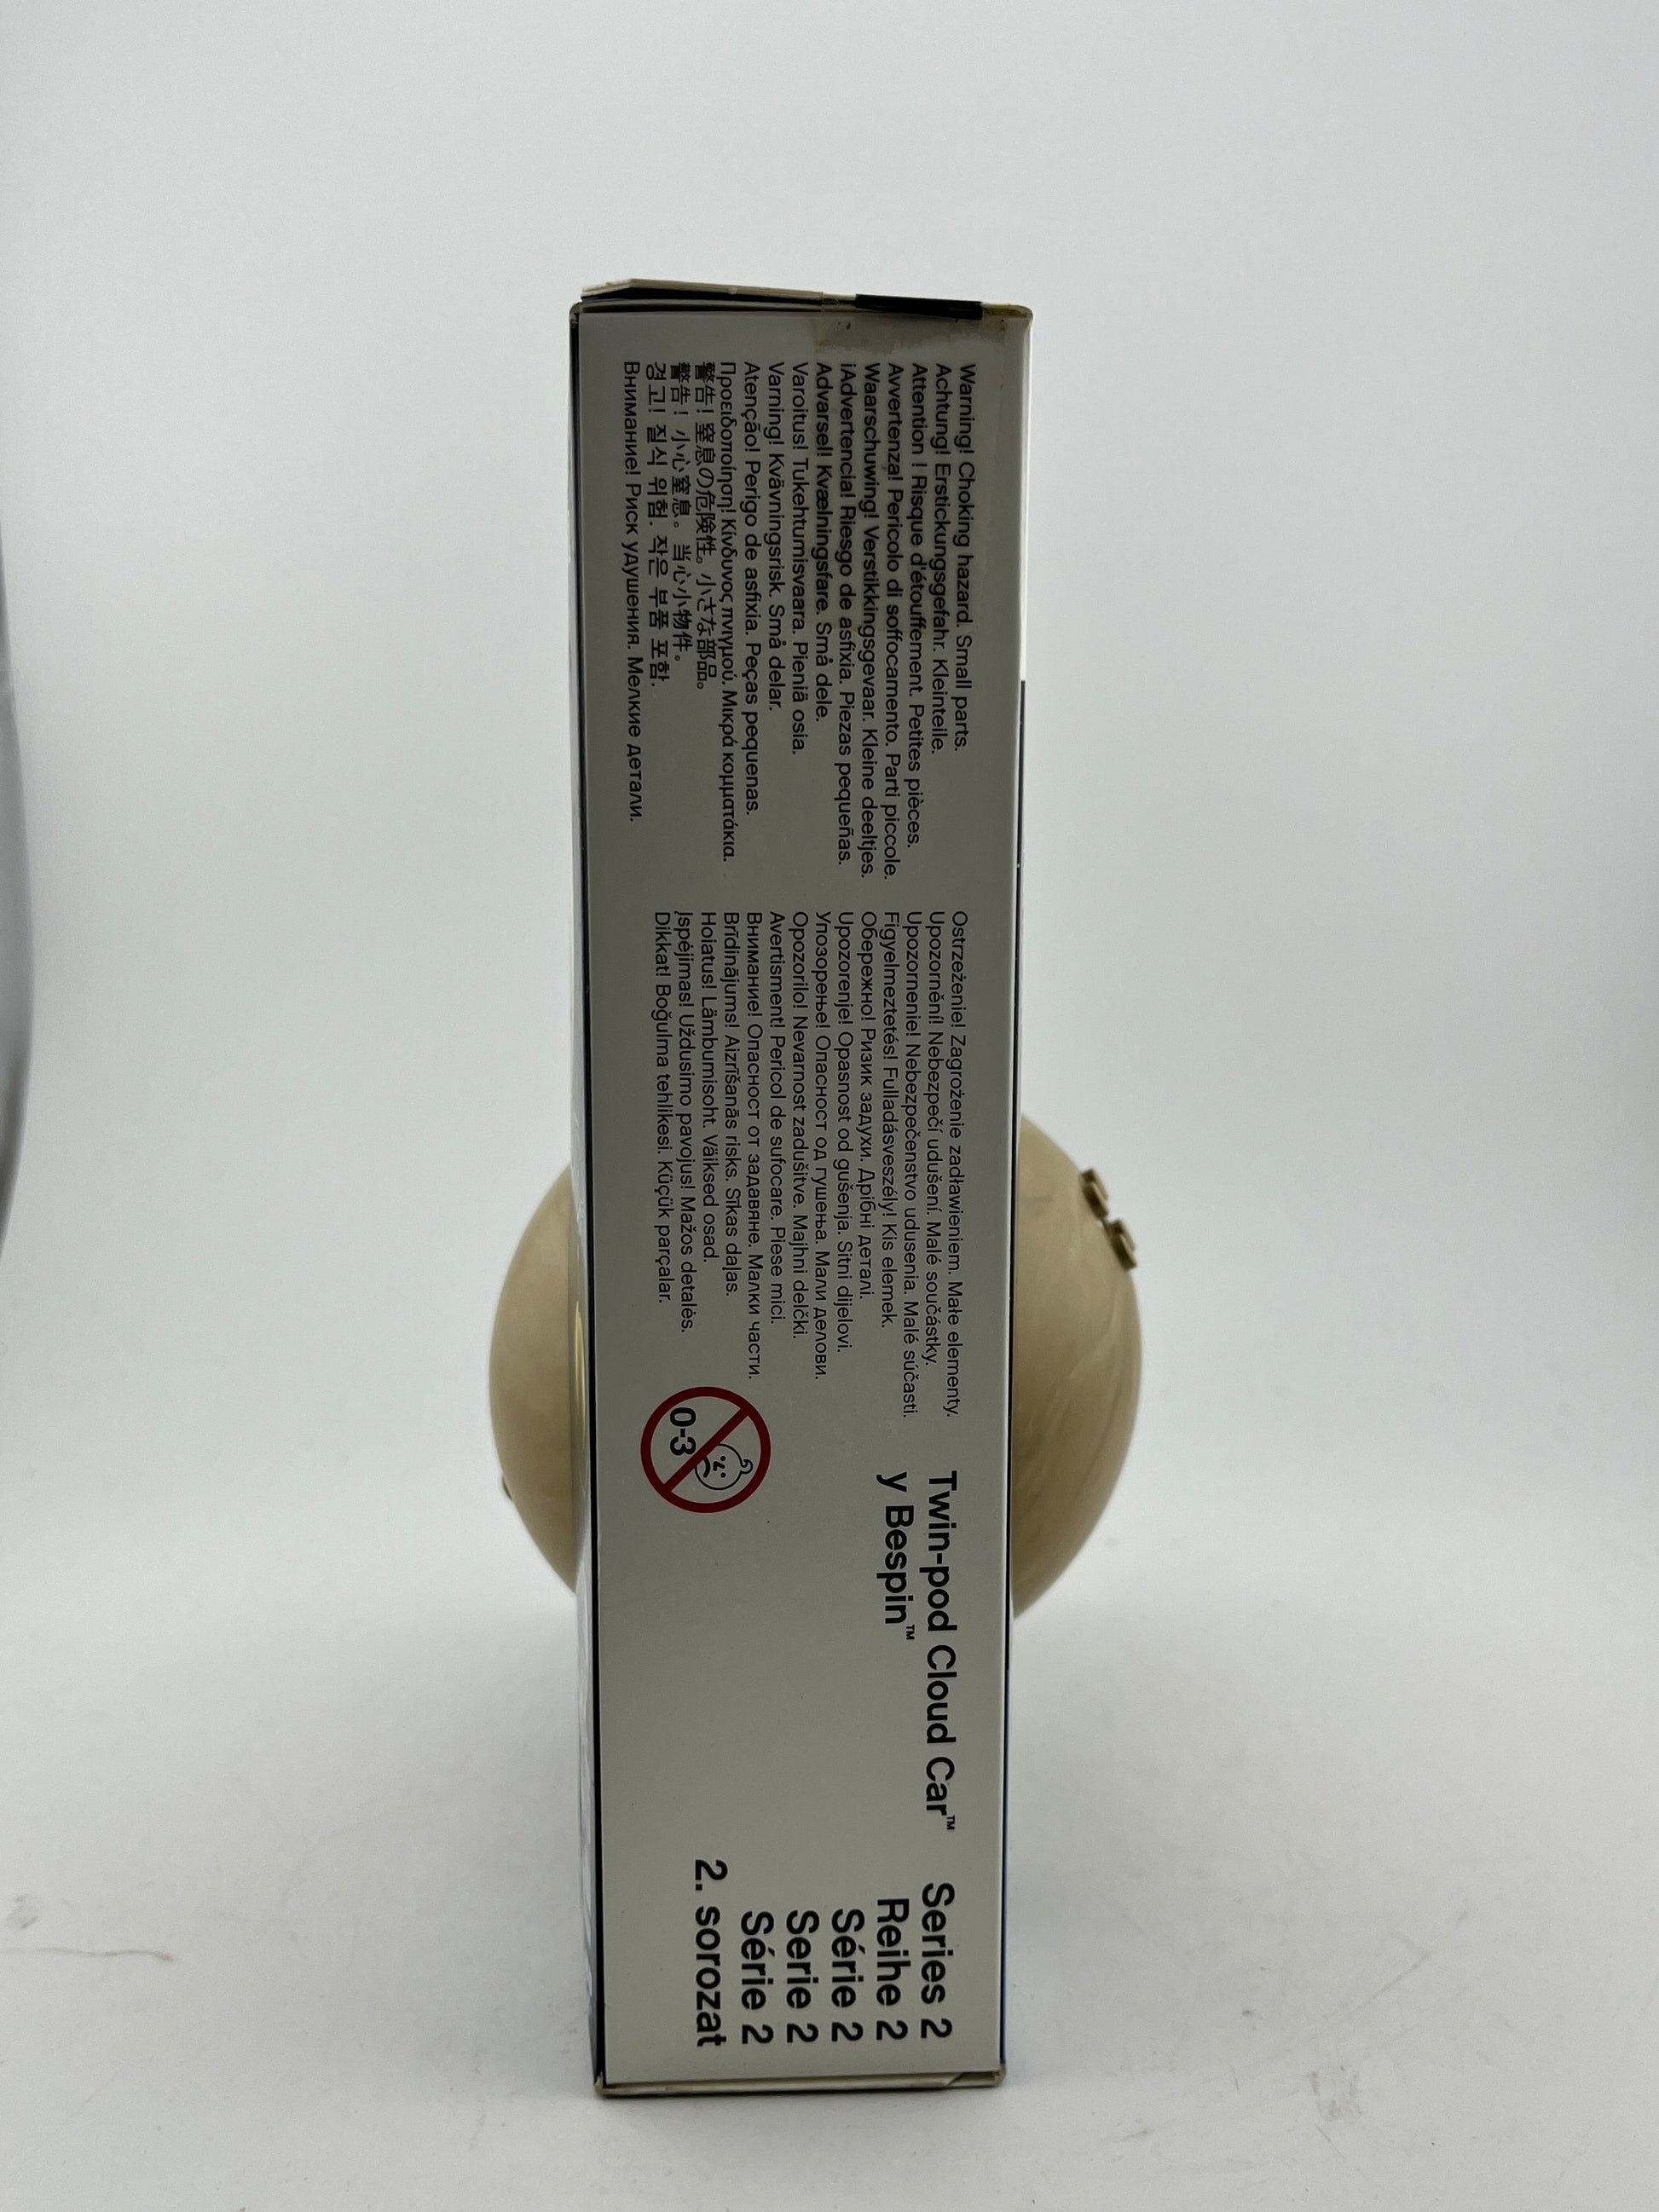 Warning! Choking hazard. Small parts.
Achtung! Erstickungsgefahr. Kleinteile.
Attention ! Risque d'étouffement. Petites pièces.
Avvertenza! Pericolo di soffocamento. Parti piccole.
Waarschuwing! Verstikkingsgevaar. Kleine deeltjes.
¡Advertencia! Riesgo de asfixia. Piezas pequeñas.
Advarsel! Kvælningsfare. Små dele.
Varoitus! Tukehtumisvaara. Pieniä osia.
Varning! Kvävningsrisk. Små delar.
Atenção! Perigo de asfixia. Peças pequenas.
Προειδοποίηση! Κίνδυνος πνιγμού. Μικρά κομματάκια.
警告! 窒息の危険性。小さな部品。
警告！小心窒息。当心小物件。
경고! 질식 위험. 작은 부품 포함.
Внимание! Риск удушения. Мелкие детали.
Ostrzeżenie! Zagrożenie zadławieniem. Małe elementy.
Upozornění! Nebezpečí udušení. Malé součástky.
Upozornenie! Nebezpečenstvo udusenia. Malé súčasti.
Figyelmeztetés! Fulladásveszély! Kis elemek.
Обережно! Ризик задухи. Дрібні деталі.
Upozorenje! Opasnost od gušenja. Sitni dijelovi.
Упозорење! Опасност од гушења. Мали делови.
Opozorilo! Nevarnost zadušitve. Majhni delčki.
Avertisment! Pericol de sufocare. Piese mici.
Внимание! Опасност от задавяне. Малки части.
Brīdinājums! Aizrīšanās risks. Sīkas daļas.
Hoiatus! Lämbumisoht. Väiksed osad.
Įspėjimas! Uždusimo pavojus! Mažos detalės.
Dikkat! Boğulma tehlikesi. Küçük parçalar.
0-3
Twin-pod Cloud Car™
y Bespin™
Series 2
Reihe 2
Série 2
Serie 2
Série 2
2. sorozat